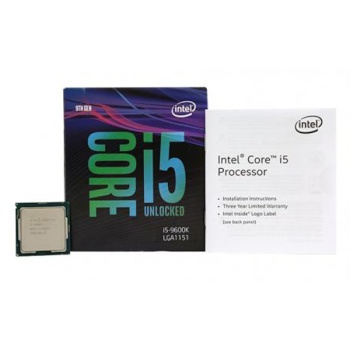 9TH GEN
intel
CORE
i5
UNLOCKED
i5-9600K
LGA1151
intel
Intel® Core™ i5
Processor
• Installation Instructions
• Three Year Limited Warranty
• Intel Inside® Logo Label
(see back panel)